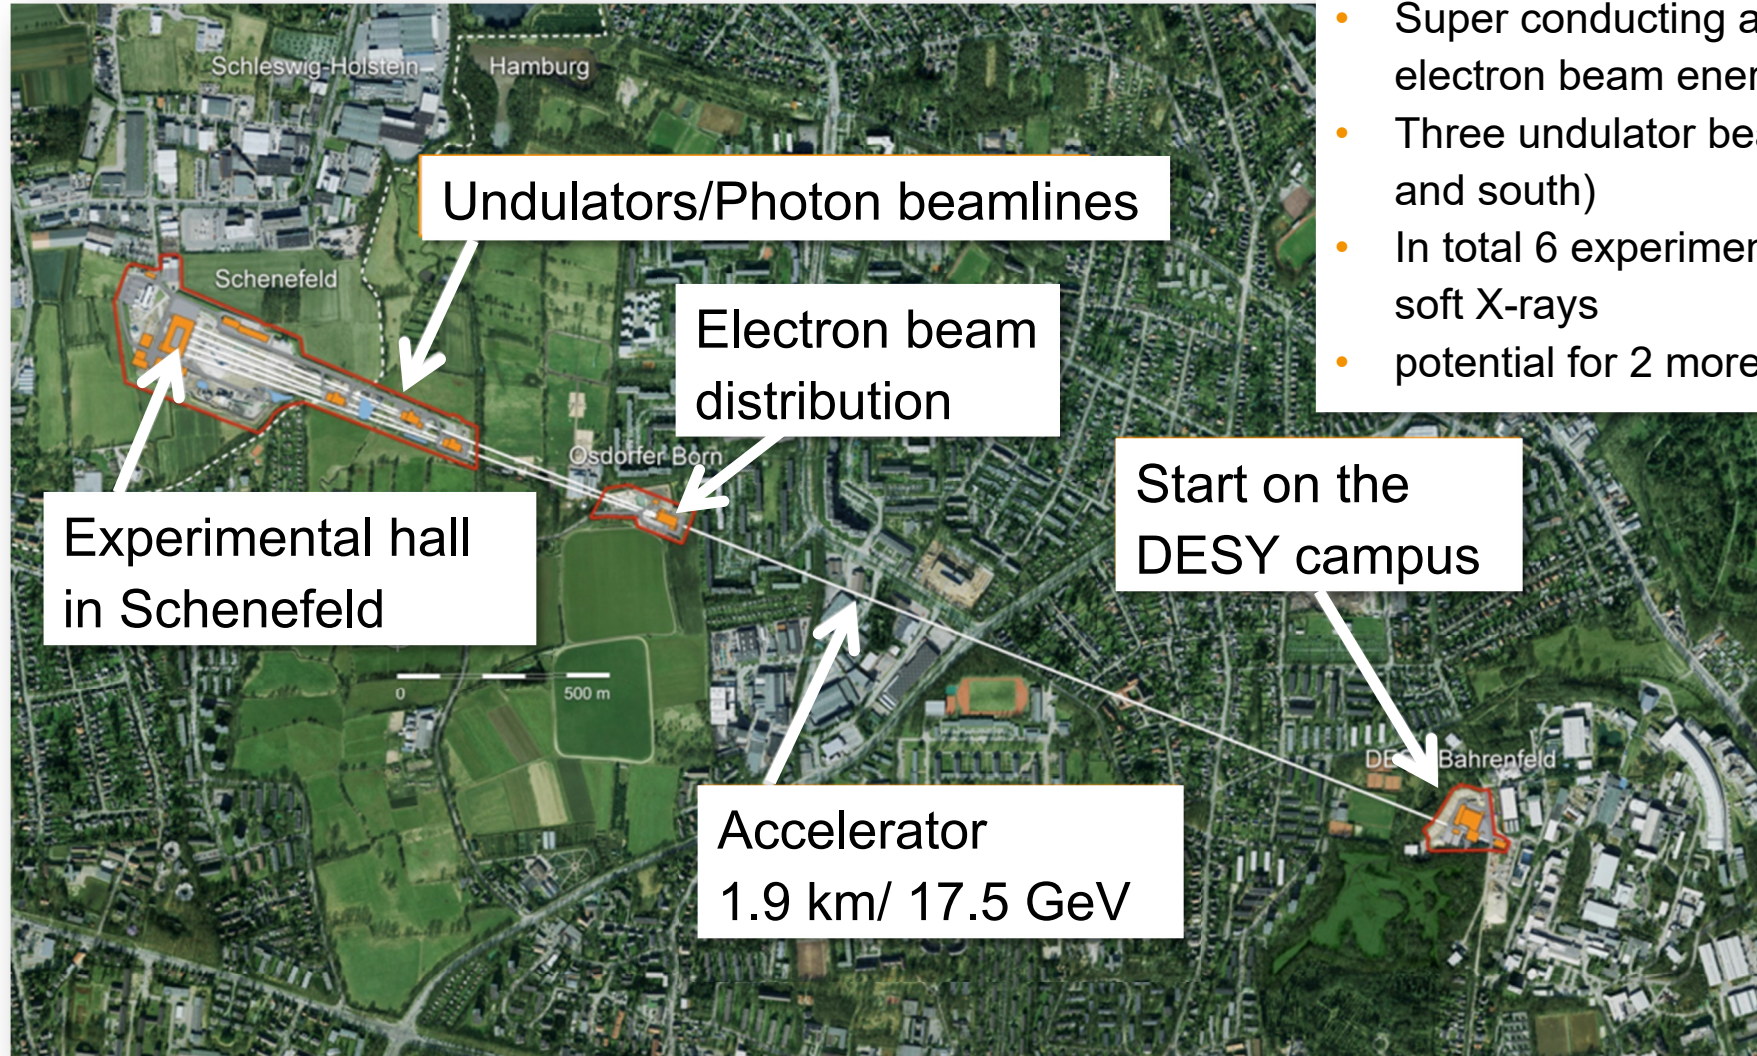 • Super conducting a
electron beam ener
• Three undulator bea
and south)
• In total 6 experimen
soft X-rays
• potential for 2 more
Schleswig-Holstein
Hamburg
Undulators/Photon beamlines
Schenefeld
Electron beam
distribution
Osdorfer Born
Start on the
DESY campus
Experimental hall
in Schenefeld
0 500 m
Bahrenfeld
Accelerator
1.9 km/ 17.5 GeV